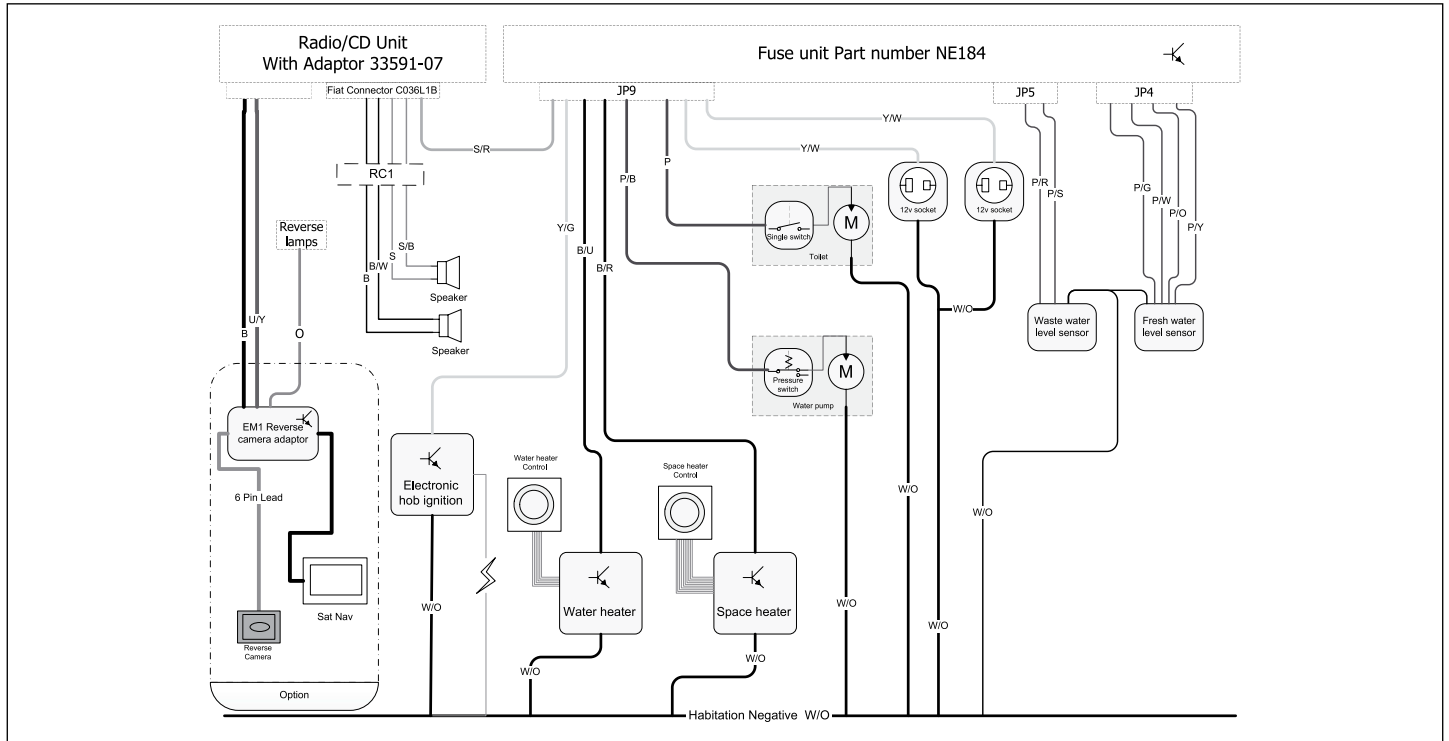 Radio/CD Unit
With Adaptor 33591-07
Fuse unit Part number NE184
Fiat Connector C036L1B
JP9
JP5
JP4
Y/W
Y/W
S/R
P
RC1
P/B
12v socket
12v socket
P/R
P/S
P/G
P/W
P/O
P/Y
Reverse
lamps
Y/G
B/U
B/R
Single switch
M
Toilet
S/B
S
B/W
B
Speaker
Speaker
W/O
Waste water
level sensor
Fresh water
level sensor
U/Y
B
O
Pressure
switch
M
Water pump
EM1 Reverse
camera adaptor
6 Pin Lead
Electronic
hob ignition
Water heater
Control
Space heater
Control
W/O
W/O
Sat Nav
Reverse
Camera
W/O
Water heater
Space heater
W/O
W/O
W/O
W/O
Option
Habitation Negative W/O